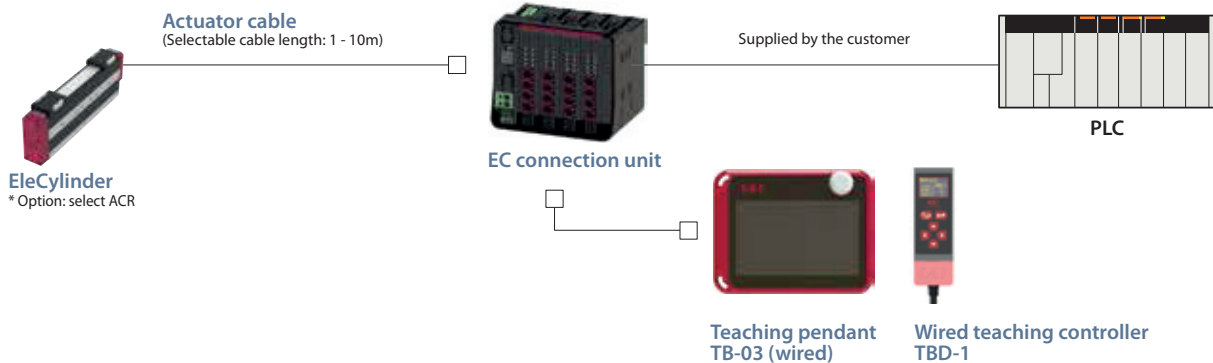 Actuator cable
(Selectable cable length: 1 - 10m)
Supplied by the customer
PLC
EC connection unit
EleCylinder
* Option: select ACR
Teaching pendant
TB-03 (wired)
Wired teaching controller
TBD-1